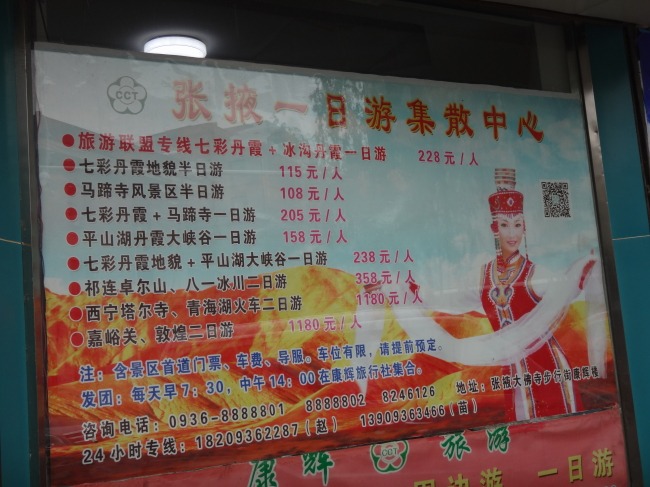 CCT
张掖一日游集散中心
●旅游联盟专线七彩丹霞+冰沟丹霞一日游 228元/人
●七彩丹霞地貌半日游 115元/人
●马蹄寺风景区半日游 108元/人
●七彩丹霞+马蹄寺一日游 205元/人
●平山湖丹霞大峡谷一日游 158元/人
●七彩丹霞地貌+平山湖大峡谷一日游 238元/人
●祁连卓尔山、八一冰川二日游 358元/人
●西宁塔尔寺、青海湖火车二日游 1180元/人
●嘉峪关、敦煌二日游 1180元/人
注：含景区首道门票、车费、导服。车位有限，请提前预定。
发团：每天早7:30，中午14:00在康辉旅行社集合。
咨询电话：0936-8888801 8888802 8246126 地址：张掖大佛寺步行街康辉楼
24小时专线：18209362287（赵） 13909363466（苗）
康辉 CCT 旅游
周边游 一日游